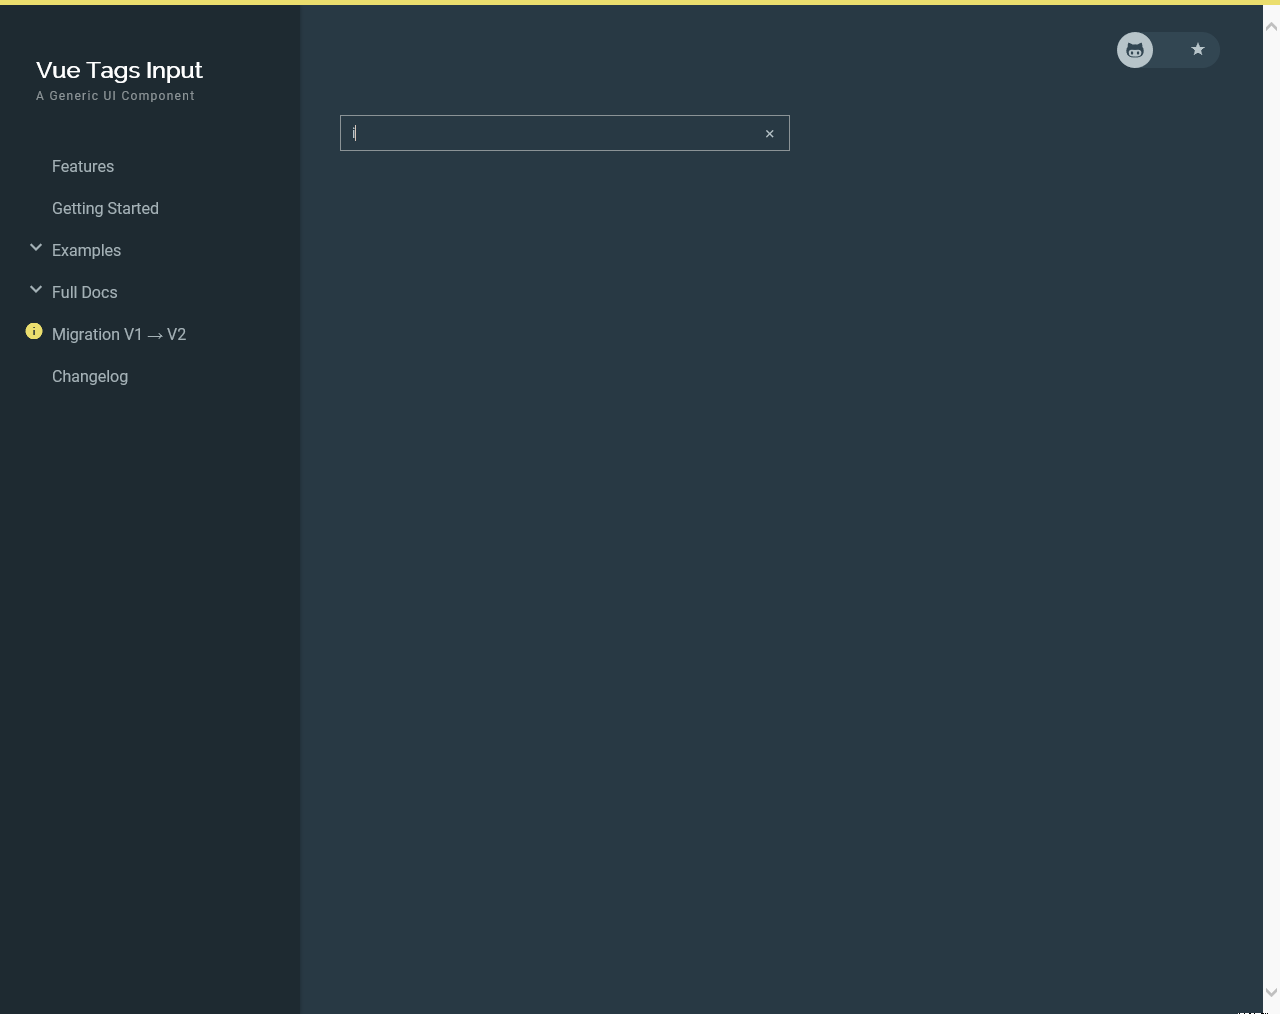 Vue Tags Input
A Generic UI Component
i
Features
Getting Started
Examples
Full Docs
Migration V1 → V2
Changelog